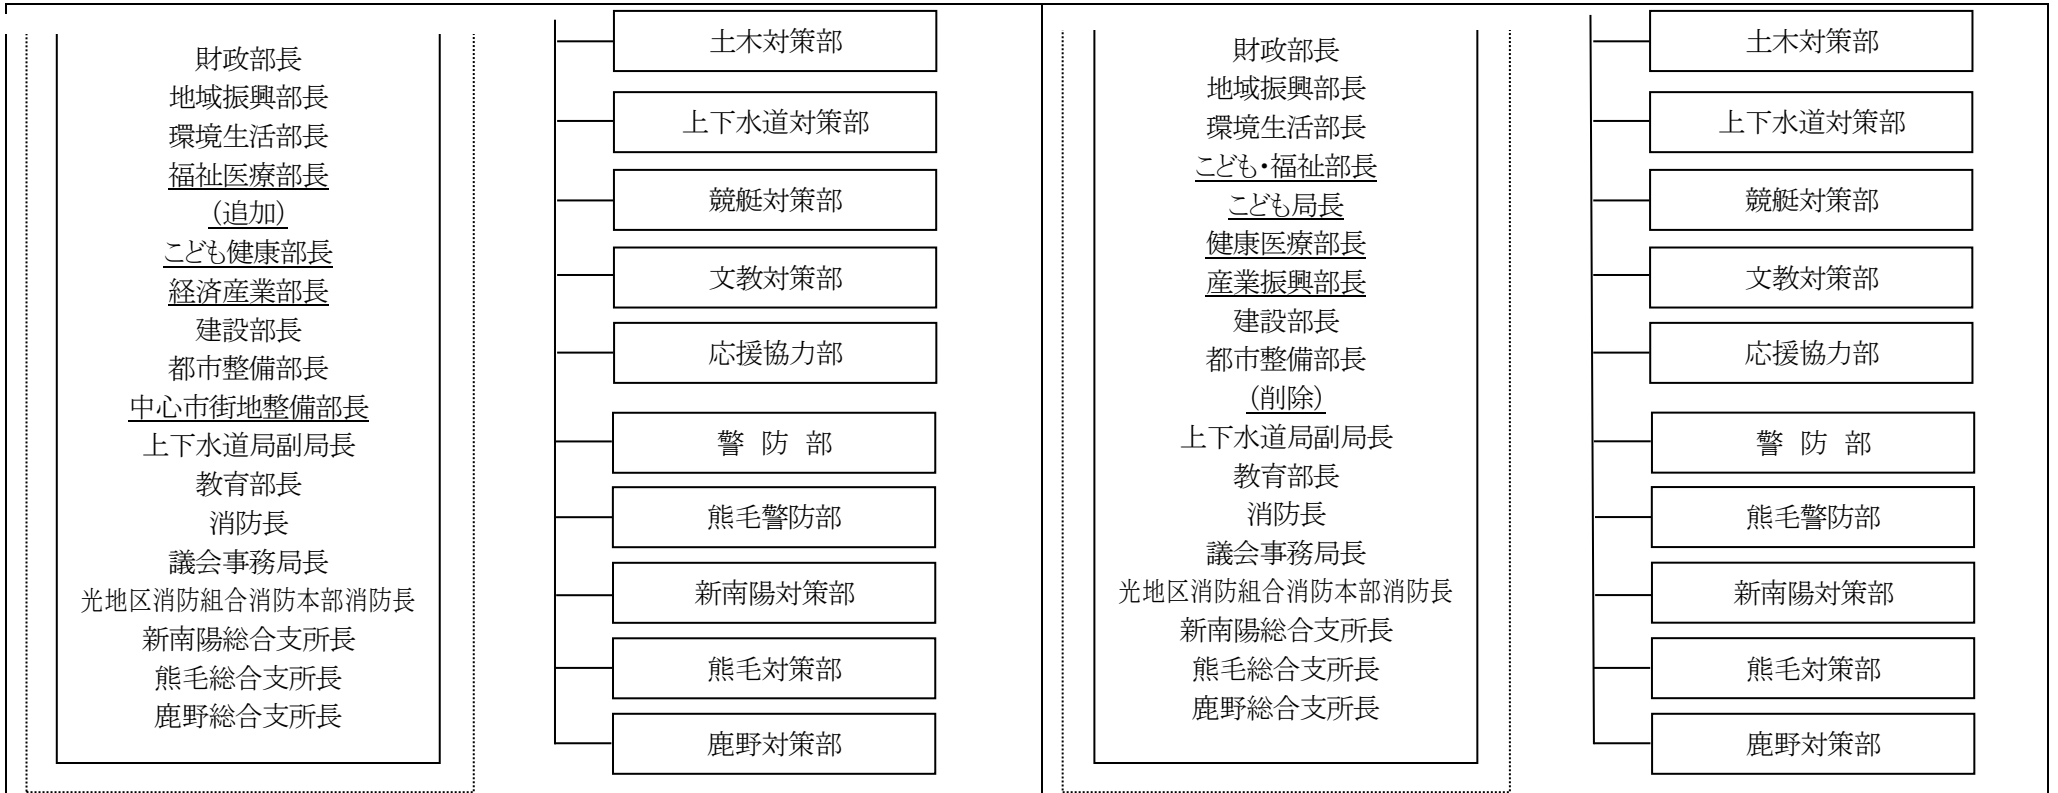 財政部長
地域振興部長
環境生活部長
福祉医療部長
（追加）
こども健康部長
経済産業部長
建設部長
都市整備部長
中心市街地整備部長
上下水道局副局長
教育部長
消防長
議会事務局長
光地区消防組合消防本部消防長
新南陽総合支所長
熊毛総合支所長
鹿野総合支所長
土木対策部
上下水道対策部
競艇対策部
文教対策部
応援協力部
警 防 部
熊毛警防部
新南陽対策部
熊毛対策部
鹿野対策部
財政部長
地域振興部長
環境生活部長
こども・福祉部長
こども局長
健康医療部長
産業振興部長
建設部長
都市整備部長
（削除）
上下水道局副局長
教育部長
消防長
議会事務局長
光地区消防組合消防本部消防長
新南陽総合支所長
熊毛総合支所長
鹿野総合支所長
土木対策部
上下水道対策部
競艇対策部
文教対策部
応援協力部
警 防 部
熊毛警防部
新南陽対策部
熊毛対策部
鹿野対策部